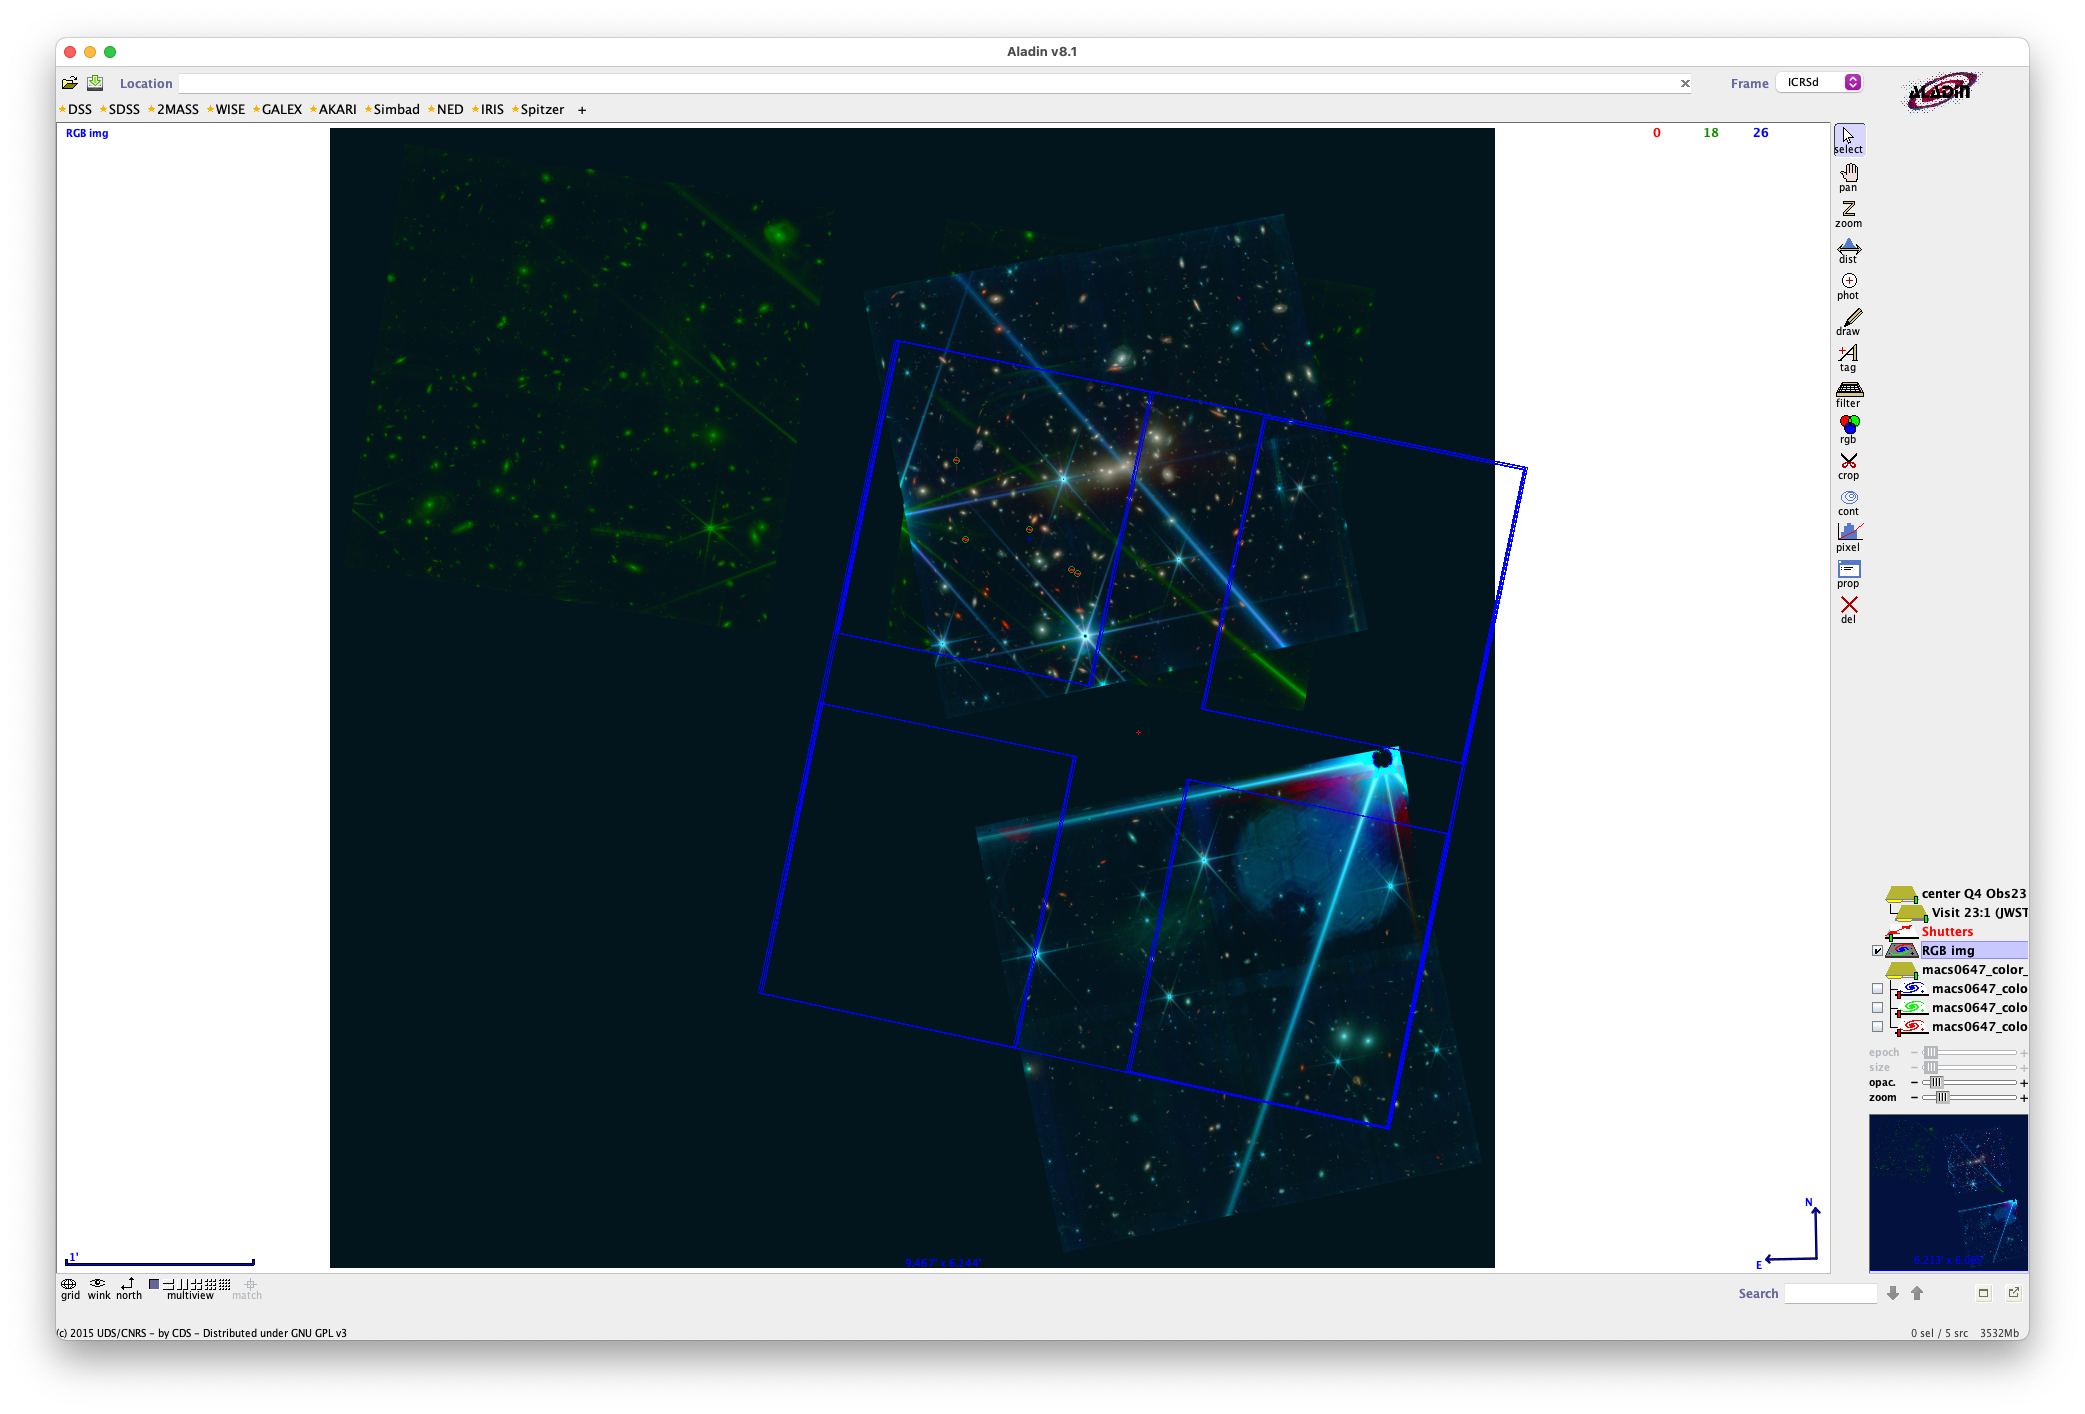 Aladin v8.1
Location
Frame ICRSd
DSS SDSS 2MASS WISE GALEX AKARI Simbad NED IRIS Spitzer +
ALADIN
RGB img
0 18 26
select
pan
zoom
dist
phot
draw
tag
filter
rgb
crop
cont
pixel
prop
del
center Q4 Obs23
Visit 23:1 (JWST
Shutters
RGB img
macs0647_color_
macs0647_colo
macs0647_colo
macs0647_colo
epoch
size
opac.
zoom
N
E
1'
grid wink north multiview match
Search
(c) 2015 UDS/CNRS - by CDS - Distributed under GNU GPL v3
0 sel / 5 src 3532Mb